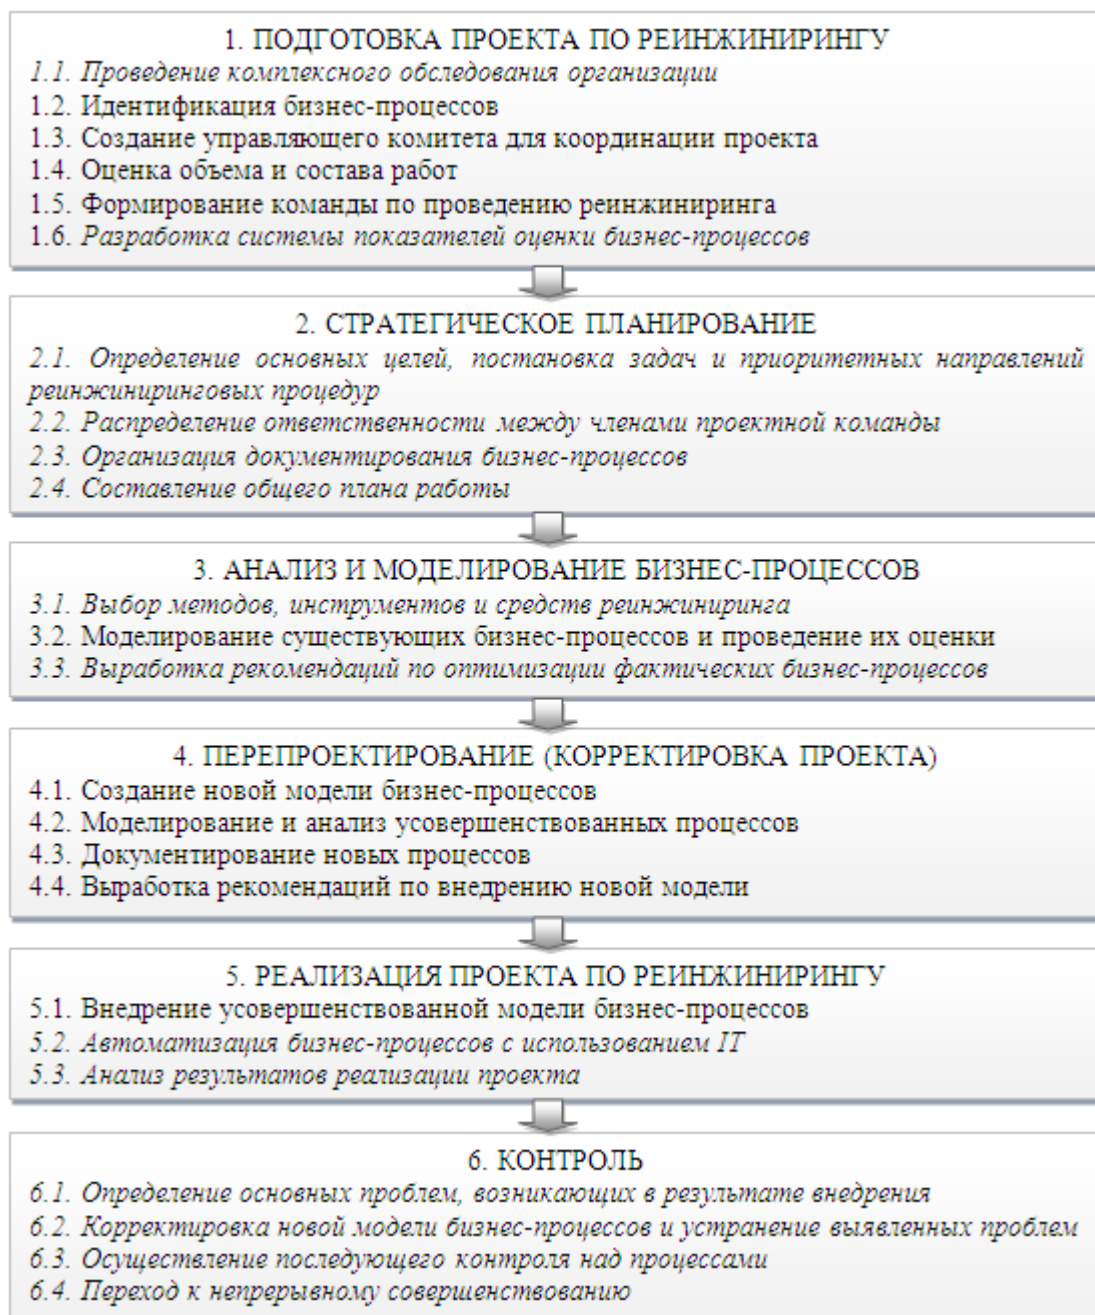 1. ПОДГОТОВКА ПРОЕКТА ПО РЕИНЖИНИРИНГУ
1.1. Проведение комплексного обследования организации
1.2. Идентификация бизнес-процессов
1.3. Создание управляющего комитета для координации проекта
1.4. Оценка объема и состава работ
1.5. Формирование команды по проведению реинжиниринга
1.6. Разработка системы показателей оценки бизнес-процессов
2. СТРАТЕГИЧЕСКОЕ ПЛАНИРОВАНИЕ
2.1. Определение основных целей, постановка задач и приоритетных направлений
реинжиниринговых процедур
2.2. Распределение ответственности между членами проектной команды
2.3. Организация документирования бизнес-процессов
2.4. Составление общего плана работы
3. АНАЛИЗ И МОДЕЛИРОВАНИЕ БИЗНЕС-ПРОЦЕССОВ
3.1. Выбор методов, инструментов и средств реинжиниринга
3.2. Моделирование существующих бизнес-процессов и проведение их оценки
3.3. Выработка рекомендаций по оптимизации фактических бизнес-процессов
4. ПЕРЕПРОЕКТИРОВАНИЕ (КОРРЕКТИРОВКА ПРОЕКТА)
4.1. Создание новой модели бизнес-процессов
4.2. Моделирование и анализ усовершенствованных процессов
4.3. Документирование новых процессов
4.4. Выработка рекомендаций по внедрению новой модели
5. РЕАЛИЗАЦИЯ ПРОЕКТА ПО РЕИНЖИНИРИНГУ
5.1. Внедрение усовершенствованной модели бизнес-процессов
5.2. Автоматизация бизнес-процессов с использованием IT
5.3. Анализ результатов реализации проекта
6. КОНТРОЛЬ
6.1. Определение основных проблем, возникающих в результате внедрения
6.2. Корректировка новой модели бизнес-процессов и устранение выявленных проблем
6.3. Осуществление последующего контроля над процессами
6.4. Переход к непрерывному совершенствованию